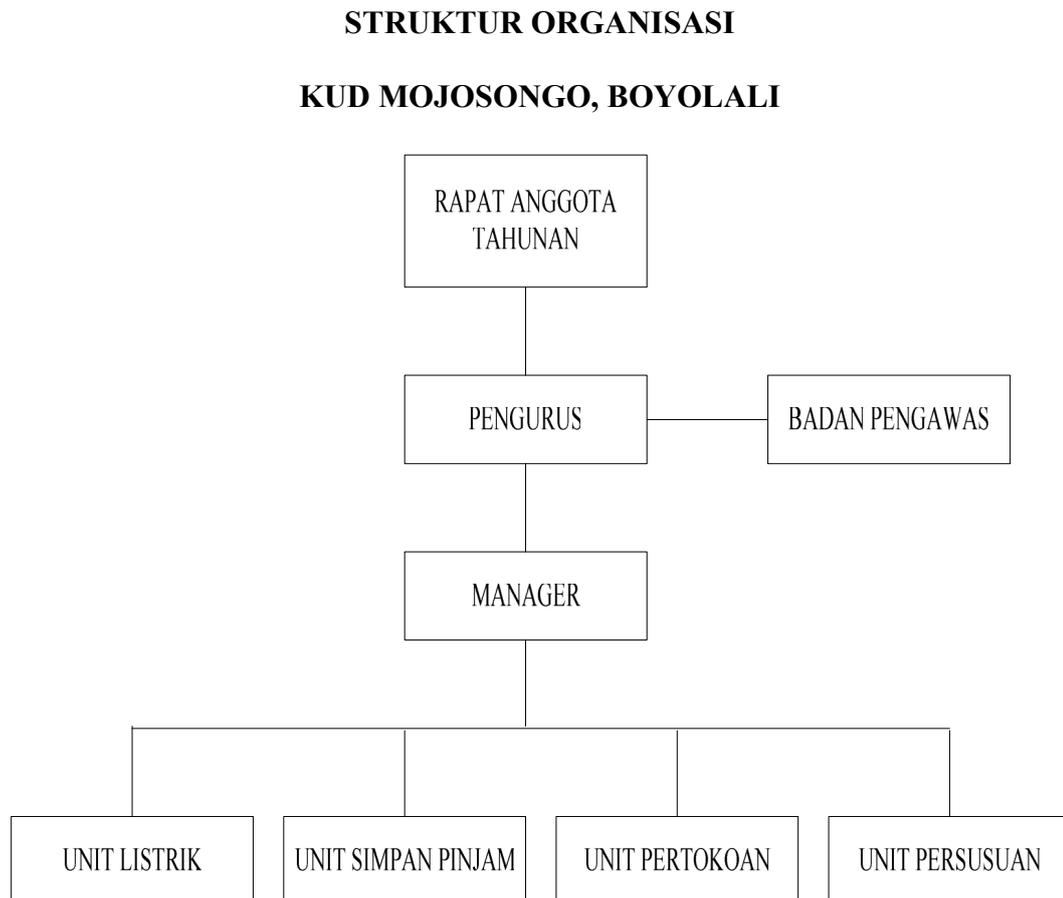 STRUKTUR ORGANISASI
KUD MOJOSONGO, BOYOLALI
RAPAT ANGGOTA
TAHUNAN
PENGURUS
BADAN PENGAWAS
MANAGER
UNIT LISTRIK
UNIT SIMPAN PINJAM
UNIT PERTOKOAN
UNIT PERSUSUAN